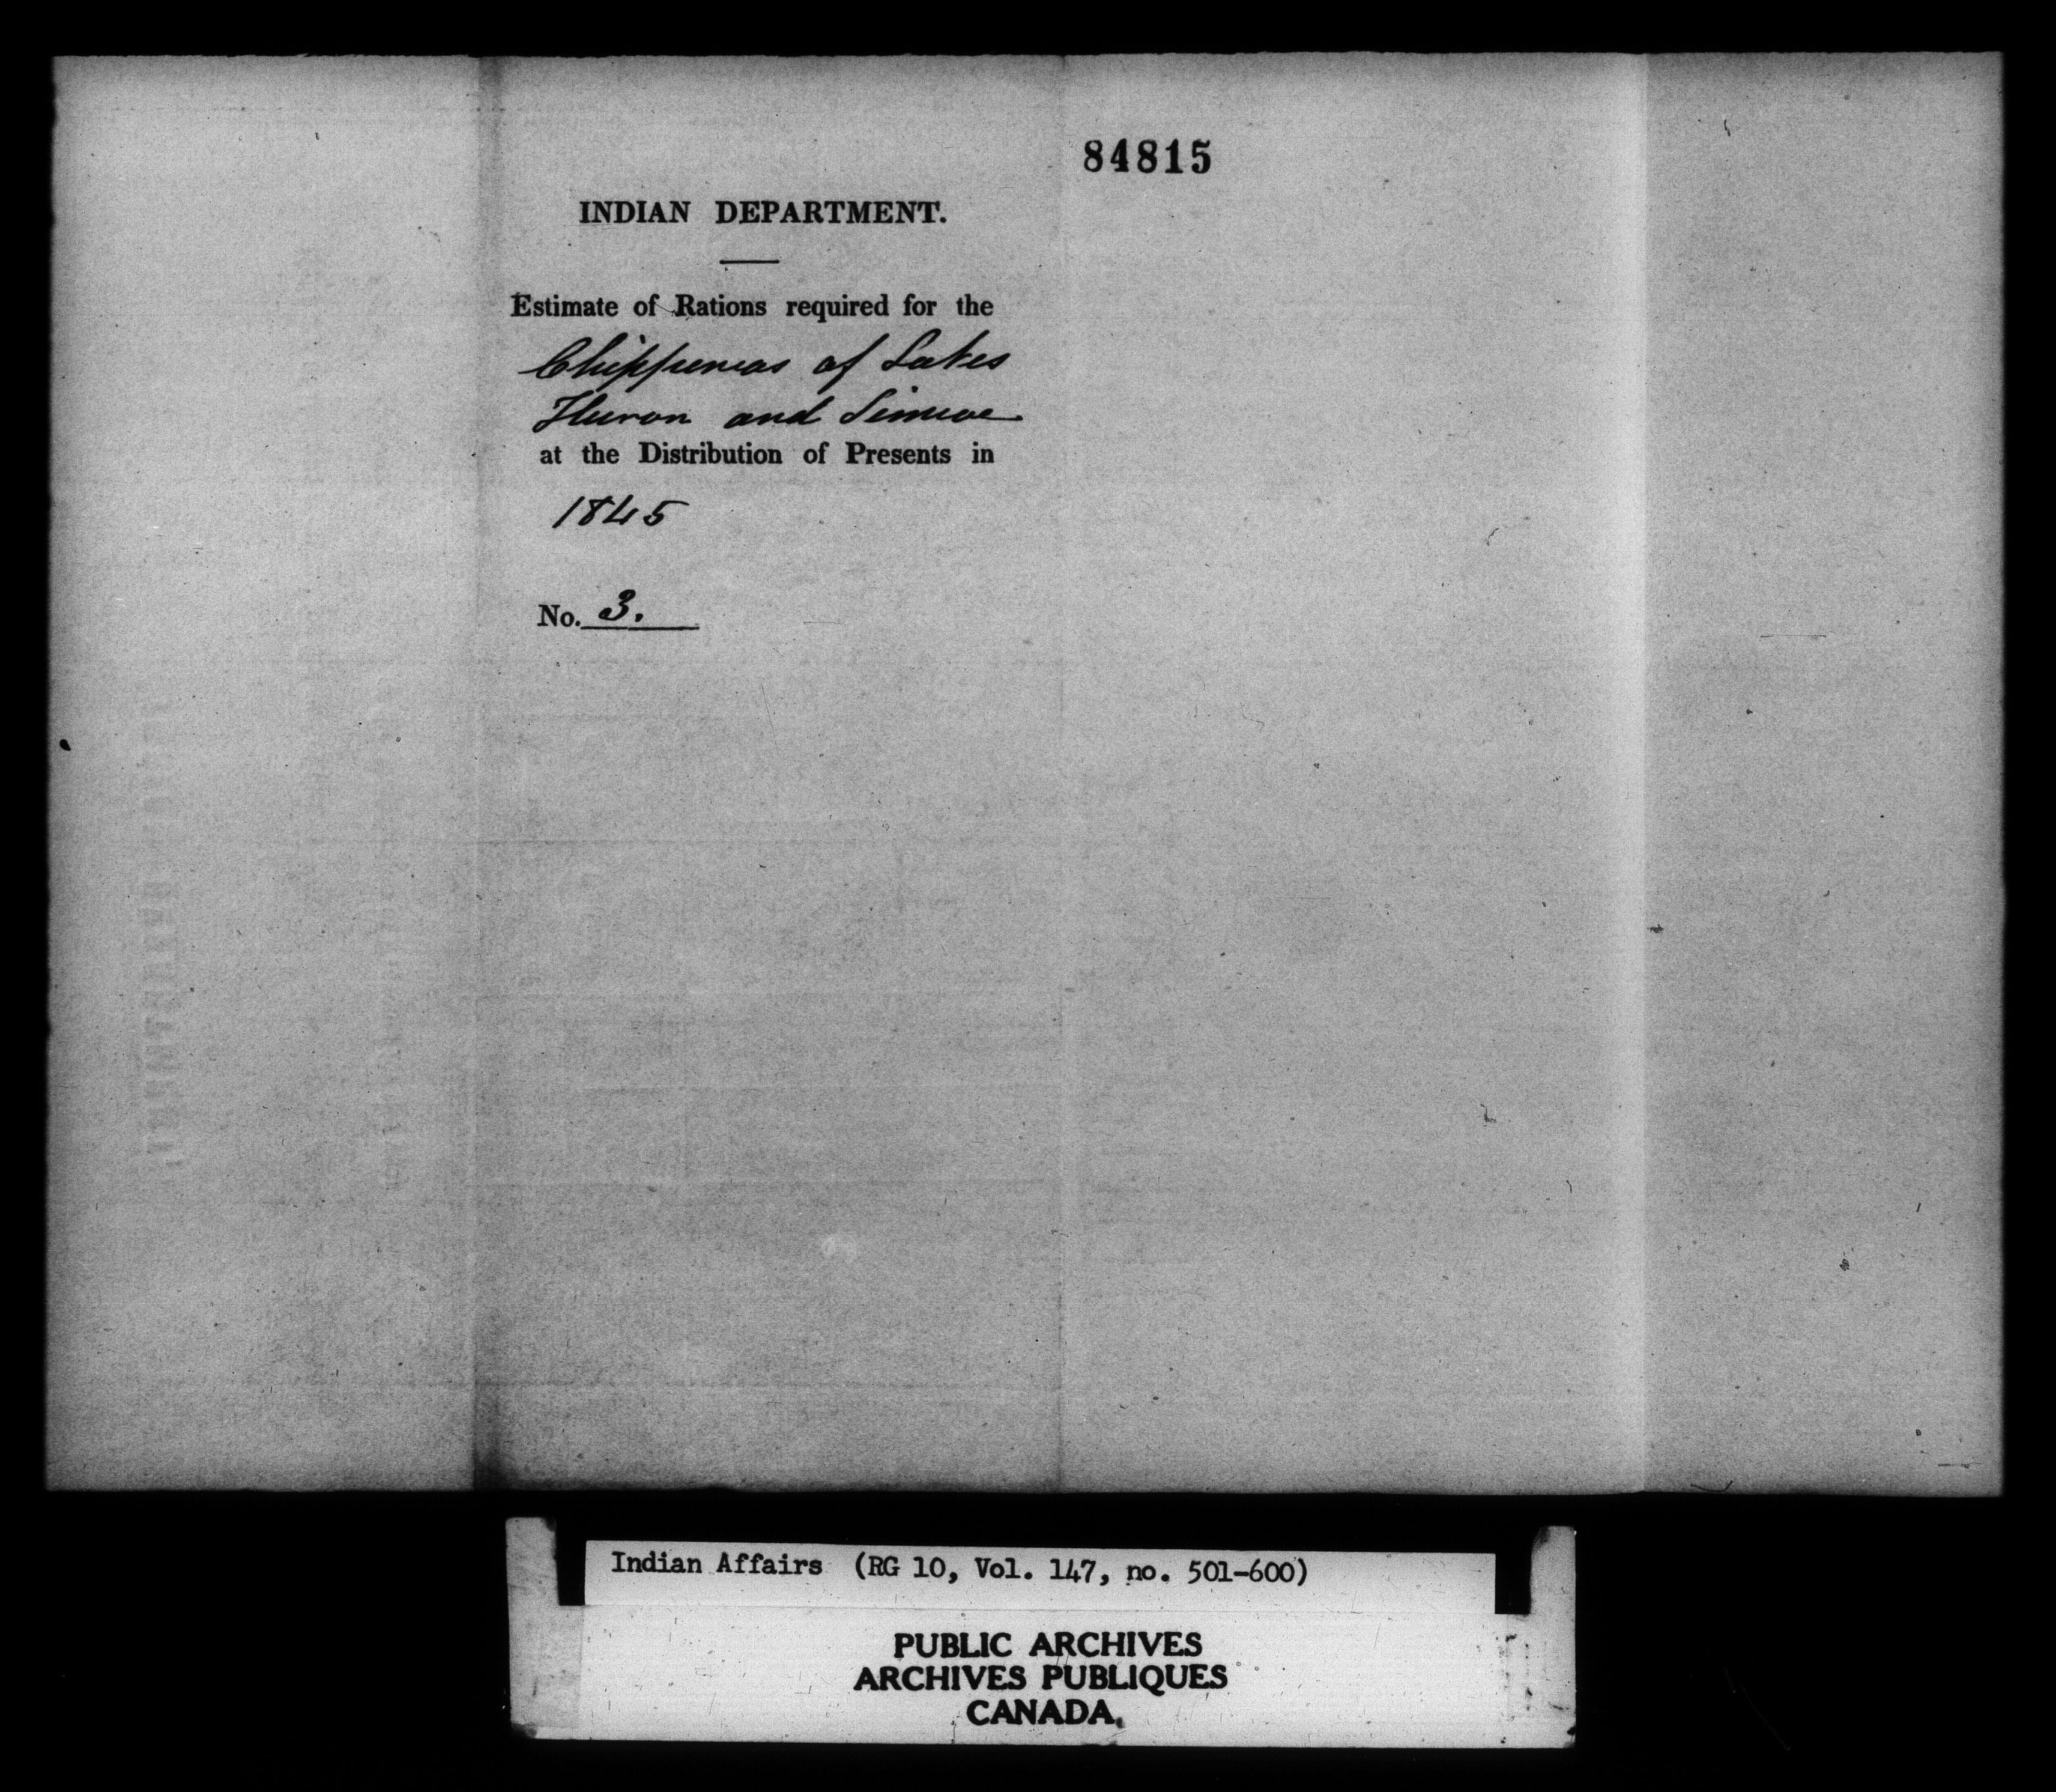 84815
INDIAN DEPARTMENT.
Estimate of Rations required for the
Chippewas of Lakes
Huron and Simcoe
at the Distribution of Presents in
1845
No. 3.
Indian Affairs (RG 10, Vol. 147, no. 501-600)
PUBLIC ARCHIVES
ARCHIVES PUBLIQUES
CANADA